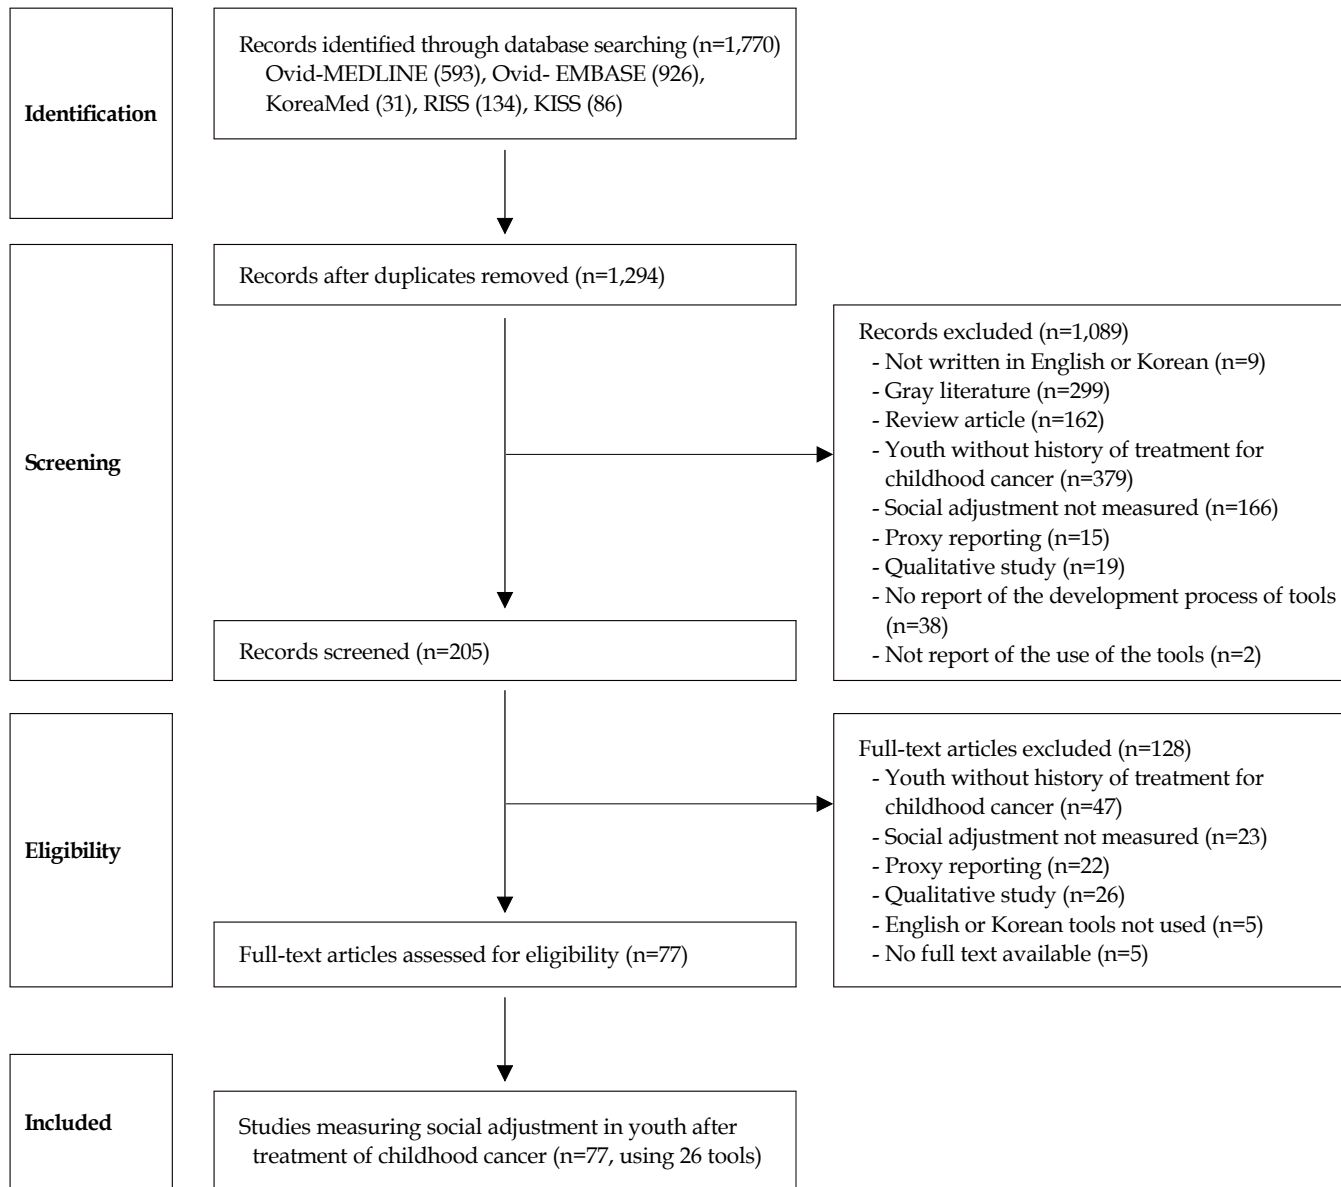 Identification
Records identified through database searching (n=1,770)
Ovid-MEDLINE (593), Ovid- EMBASE (926),
KoreaMed (31), RISS (134), KISS (86)
Screening
Records after duplicates removed (n=1,294)
Records excluded (n=1,089)
- Not written in English or Korean (n=9)
- Gray literature (n=299)
- Review article (n=162)
- Youth without history of treatment for
childhood cancer (n=379)
- Social adjustment not measured (n=166)
- Proxy reporting (n=15)
- Qualitative study (n=19)
- No report of the development process of tools
(n=38)
- Not report of the use of the tools (n=2)
Records screened (n=205)
Eligibility
Full-text articles excluded (n=128)
- Youth without history of treatment for
childhood cancer (n=47)
- Social adjustment not measured (n=23)
- Proxy reporting (n=22)
- Qualitative study (n=26)
- English or Korean tools not used (n=5)
- No full text available (n=5)
Full-text articles assessed for eligibility (n=77)
Included
Studies measuring social adjustment in youth after
treatment of childhood cancer (n=77, using 26 tools)